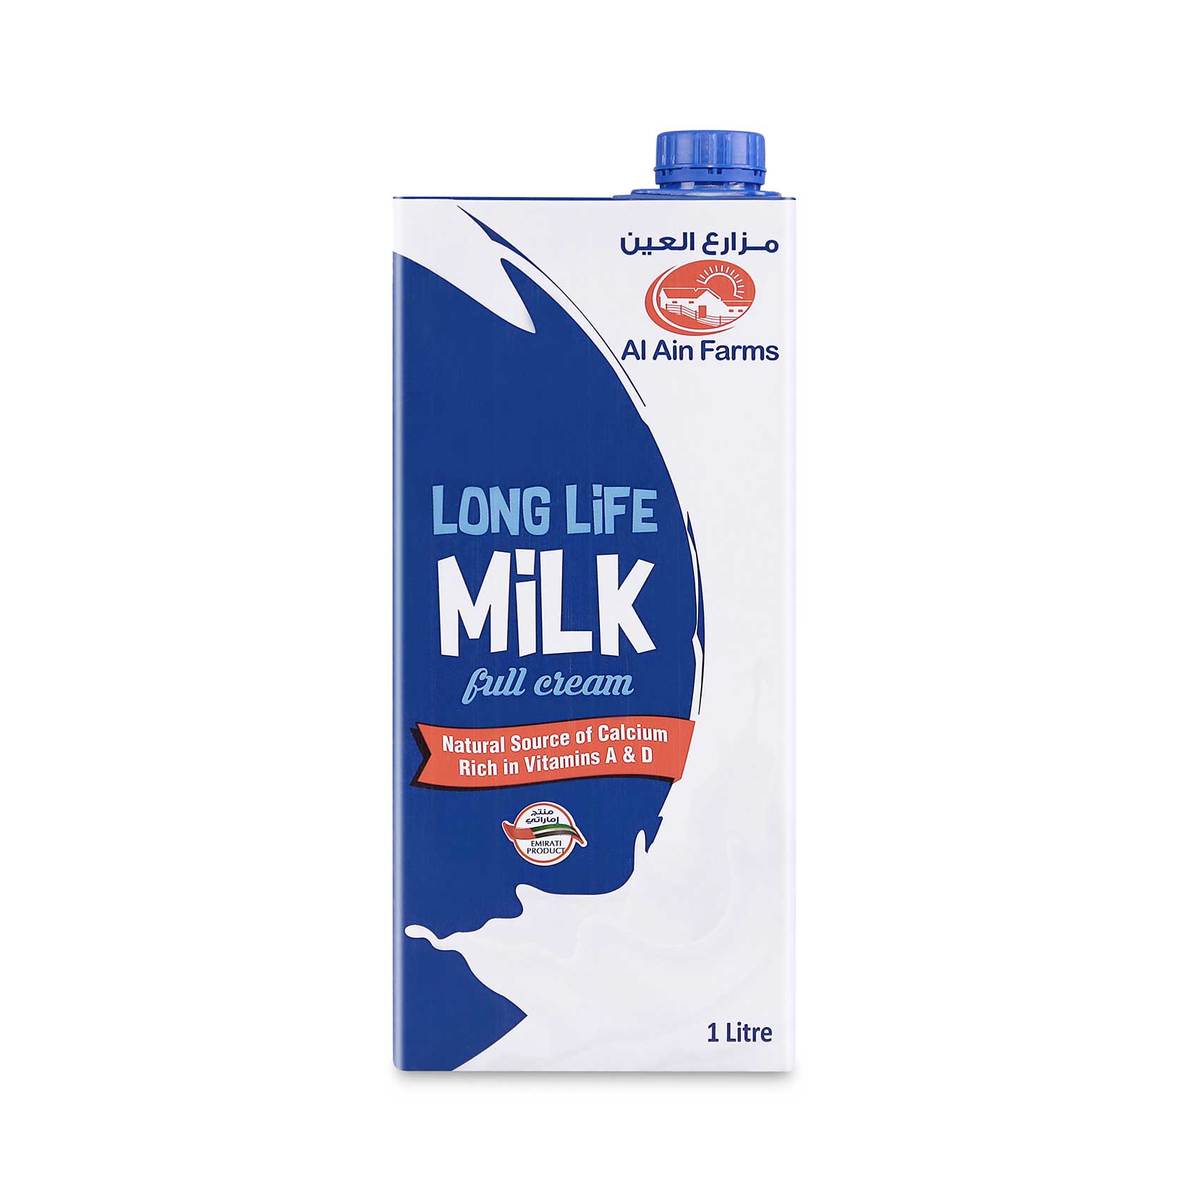 مزارع العين
Al Ain Farms
LONG LiFE
MiLK
full cream
Natural Source of Calcium
Rich in Vitamins A & D
منتج
إماراتي
EMIRATI
PRODUCT
1 Litre